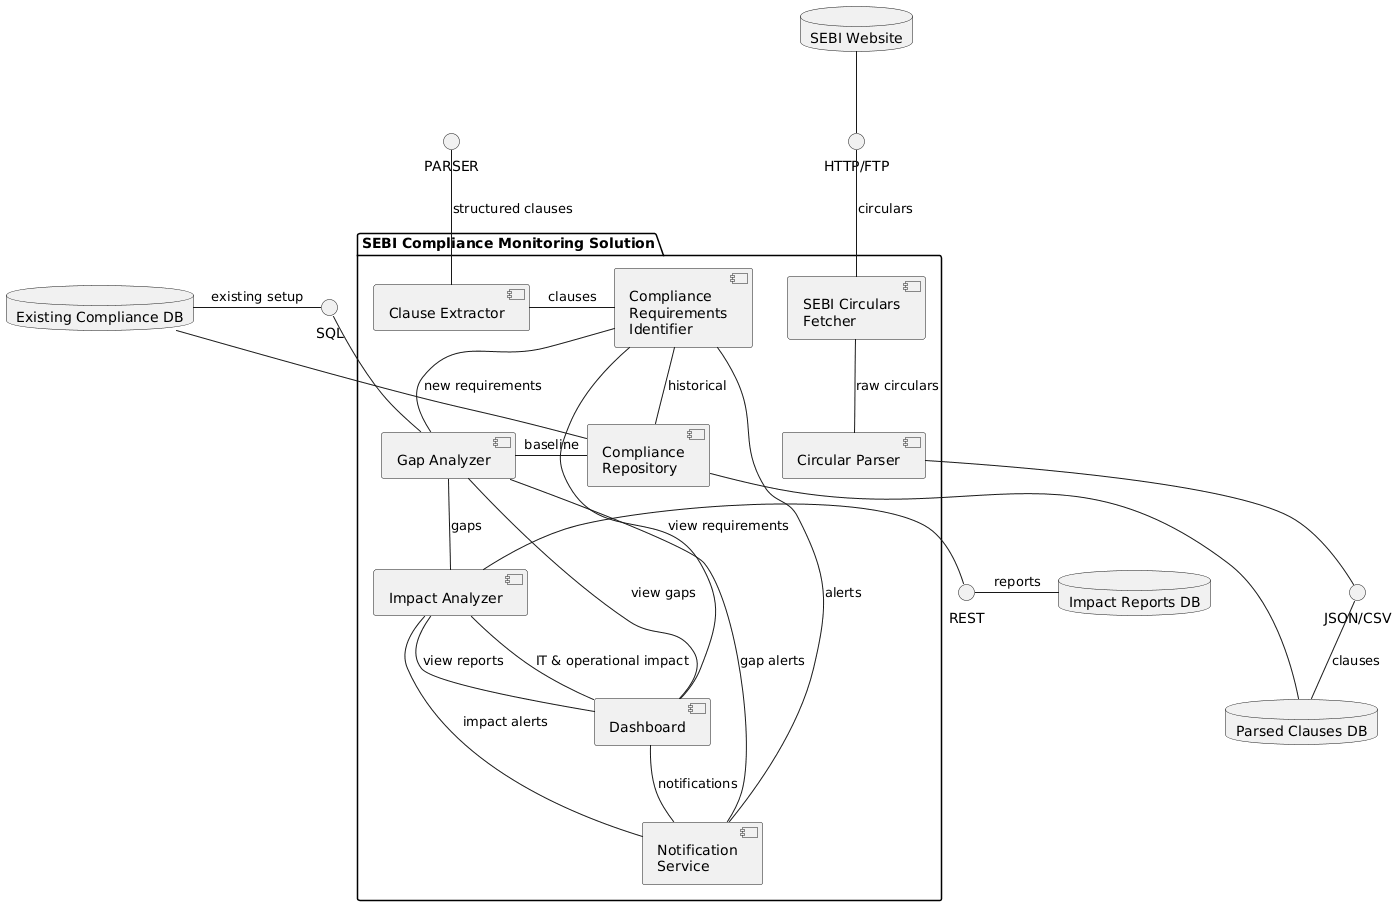 SEBI Website
PARSER
HTTP/FTP
structured clauses
circulars
SEBI Compliance Monitoring Solution
Existing Compliance DB
existing setup
SQL
Clause Extractor
clauses
Compliance
Requirements
Identifier
SEBI Circulars
Fetcher
new requirements
historical
raw circulars
Gap Analyzer
baseline
Compliance
Repository
Circular Parser
gaps
view requirements
Impact Analyzer
view gaps
alerts
reports
REST
Impact Reports DB
JSON/CSV
view reports
IT & operational impact
gap alerts
clauses
impact alerts
Dashboard
Parsed Clauses DB
notifications
Notification
Service